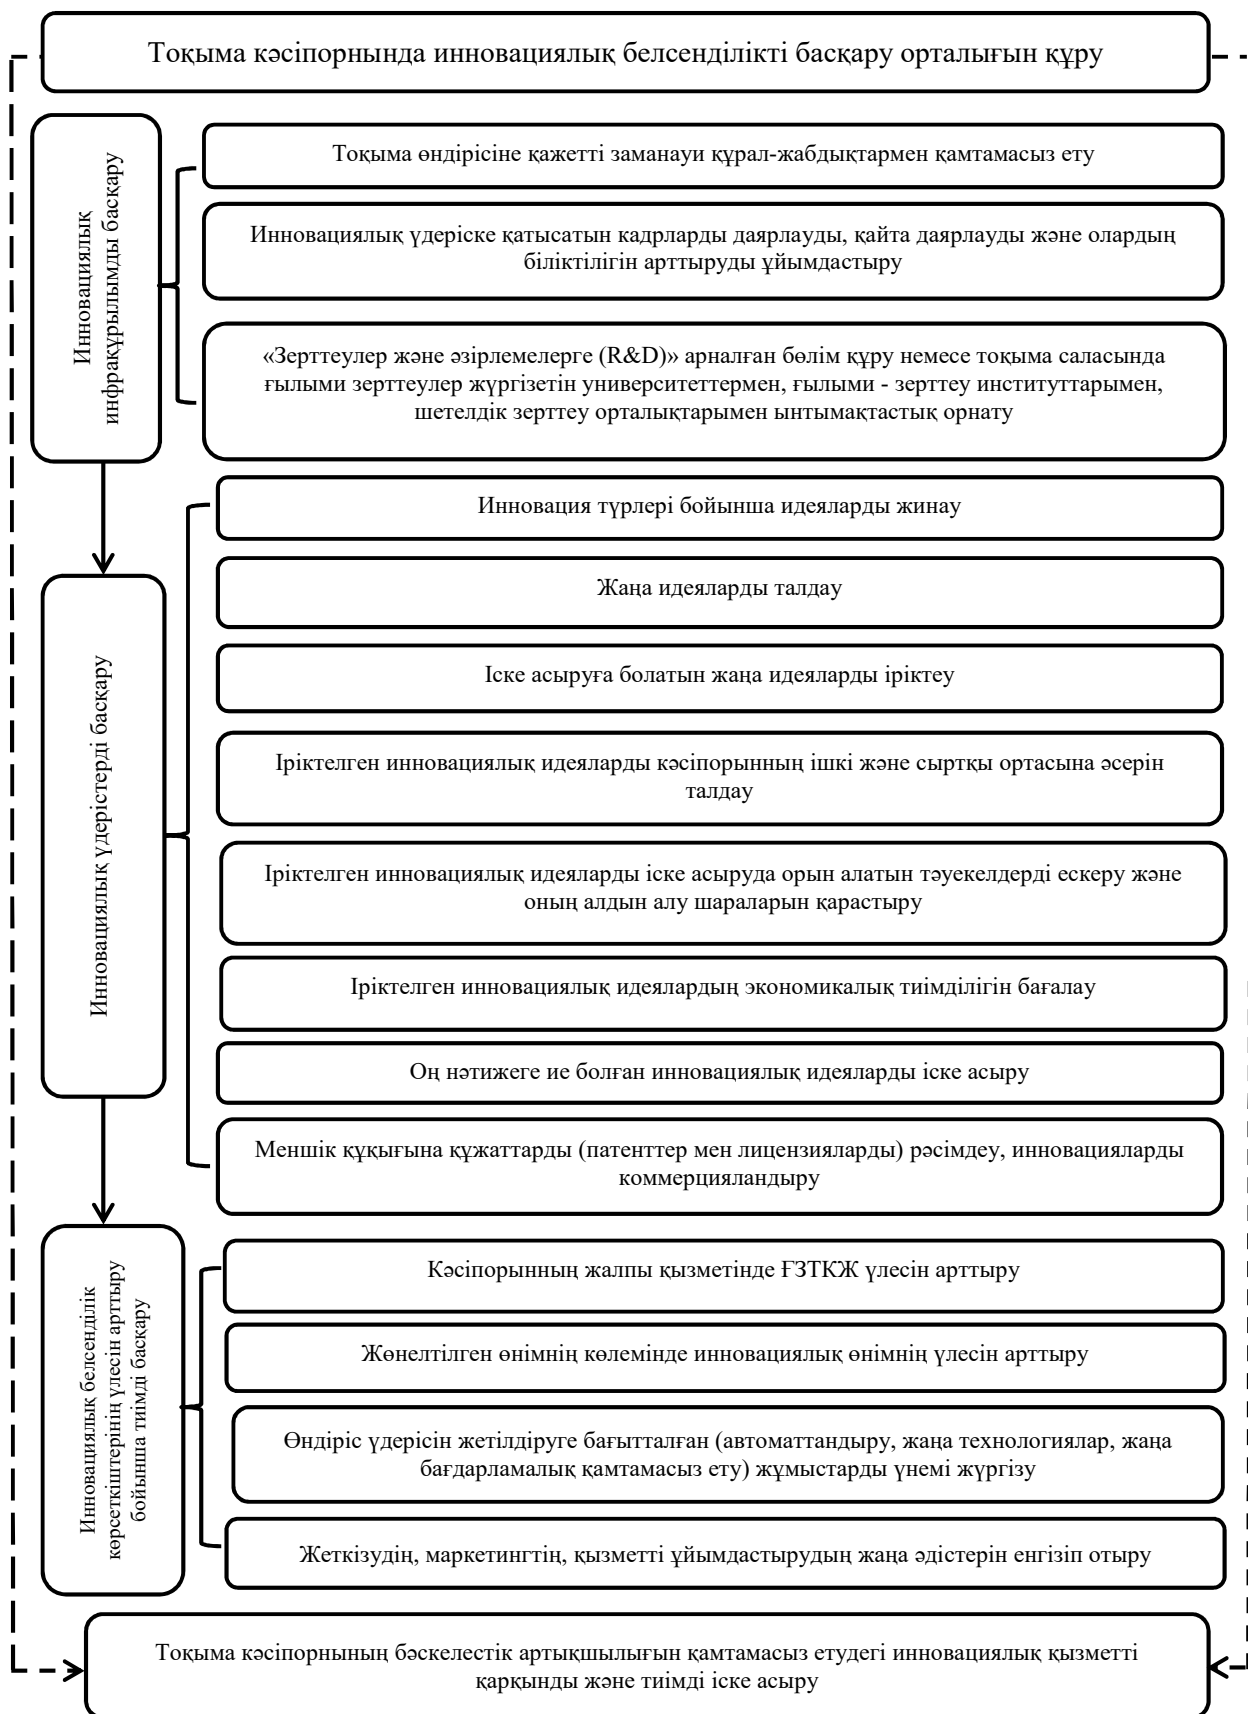 Тоқыма кәсіпорнында инновациялық белсенділікті басқару орталығын құру
Инновациялық
инфрақұрылымды басқару
Тоқыма өндірісіне қажетті заманауи құрал-жабдықтармен қамтамасыз ету
Инновациялық үдеріске қатысатын кадрларды даярлауды, қайта даярлауды және олардың
біліктілігін арттыруды ұйымдастыру
«Зерттеулер және әзірлемелерге (R&D)» арналған бөлім құру немесе тоқыма саласында
ғылыми зерттеулер жүргізетін университеттермен, ғылыми - зерттеу институттарымен,
шетелдік зерттеу орталықтарымен ынтымақтастық орнату
Инновациялық үдерістерді басқару
Инновация түрлері бойынша идеяларды жинау
Жаңа идеяларды талдау
Іске асыруға болатын жаңа идеяларды іріктеу
Іріктелген инновациялық идеяларды кәсіпорынның ішкі және сыртқы ортасына әсерін
талдау
Іріктелген инновациялық идеяларды іске асыруда орын алатын тәуекелдерді ескеру және
оның алдын алу шараларын қарастыру
Іріктелген инновациялық идеялардың экономикалық тиімділігін бағалау
Оң нәтижеге ие болған инновациялық идеяларды іске асыру
Меншік құқығына құжаттарды (патенттер мен лицензияларды) рәсімдеу, инновацияларды
коммерцияландыру
Инновациялық белсенділік
көрсеткіштерінің үлесін арттыру
бойынша тиімді басқару
Кәсіпорынның жалпы қызметінде ҒЗТКЖ үлесін арттыру
Жөнелтілген өнімнің көлемінде инновациялық өнімнің үлесін арттыру
Өндіріс үдерісін жетілдіруге бағытталған (автоматтандыру, жаңа технологиялар, жаңа
бағдарламалық қамтамасыз ету) жұмыстарды үнемі жүргізу
Жеткізудің, маркетингтің, қызметті ұйымдастырудың жаңа әдістерін енгізіп отыру
Тоқыма кәсіпорнының бәскелестік артықшылығын қамтамасыз етудегі инновациялық қызметті
қарқынды және тиімді іске асыру